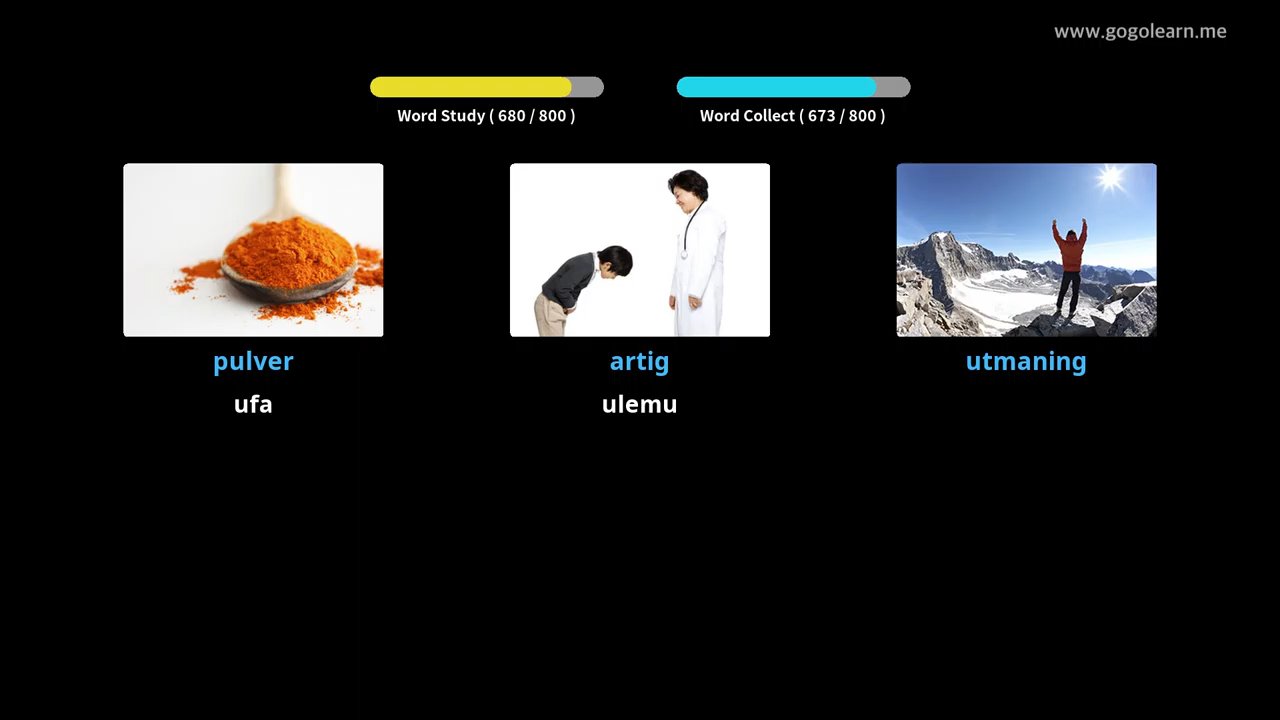 www.gogolearn.me
Word Study ( 680 / 800 )
Word Collect ( 673 / 800 )
pulver
artig
utmaning
ufa
ulemu